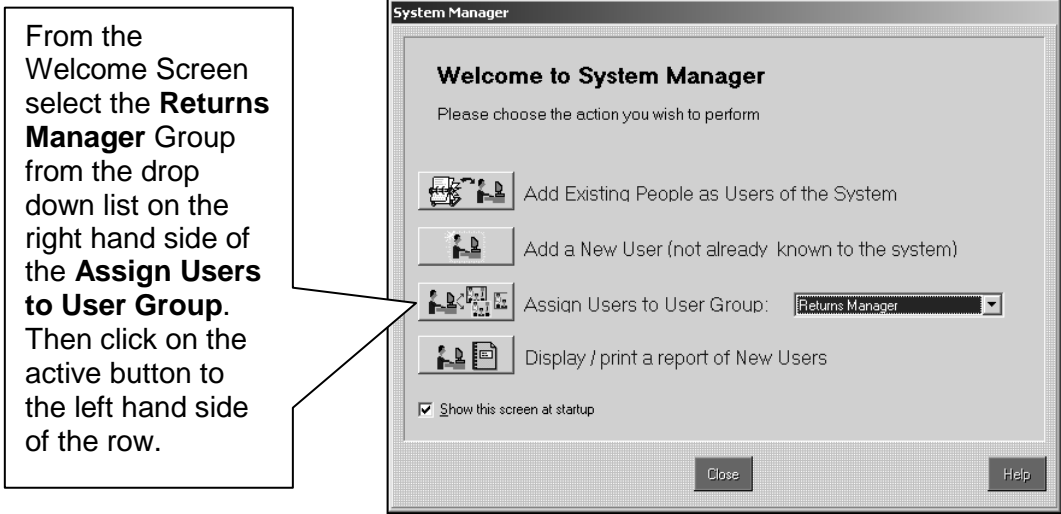 From the
Welcome Screen
select the Returns
Manager Group
from the drop
down list on the
right hand side of
the Assign Users
to User Group.
Then click on the
active button to
the left hand side
of the row.
System Manager
Welcome to System Manager
Please choose the action you wish to perform
Add Existing People as Users of the System
Add a New User (not already known to the system)
Assign Users to User Group: Returns Manager
Display / print a report of New Users
Show this screen at startup
Close Help